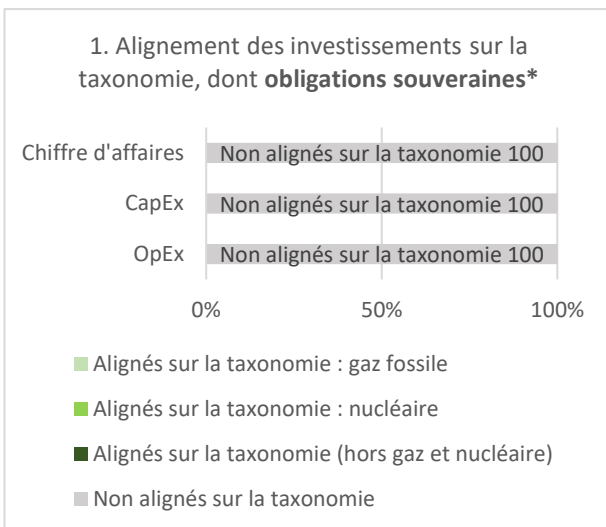 1. Alignement des investissements sur la
taxonomie, dont obligations souveraines*
Chiffre d'affaires
Non alignés sur la taxonomie 100
CapEx
Non alignés sur la taxonomie 100
OpEx
Non alignés sur la taxonomie 100
0%
50%
100%
Alignés sur la taxonomie : gaz fossile
Alignés sur la taxonomie : nucléaire
Alignés sur la taxonomie (hors gaz et nucléaire)
Non alignés sur la taxonomie